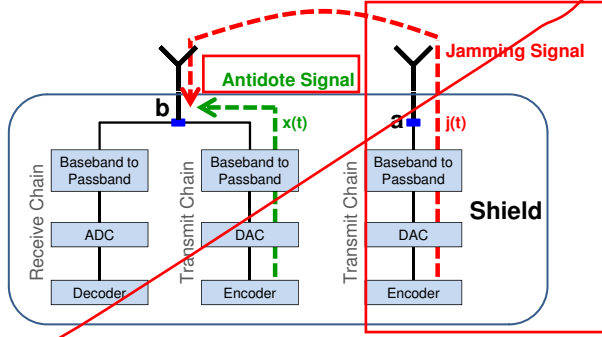 Jamming Signal
Antidote Signal
b
x(t)
a
j(t)
Receive Chain
Baseband to
Passband
ADC
Decoder
Transmit Chain
Baseband to
Passband
DAC
Encoder
Transmit Chain
Baseband to
Passband
DAC
Encoder
Shield